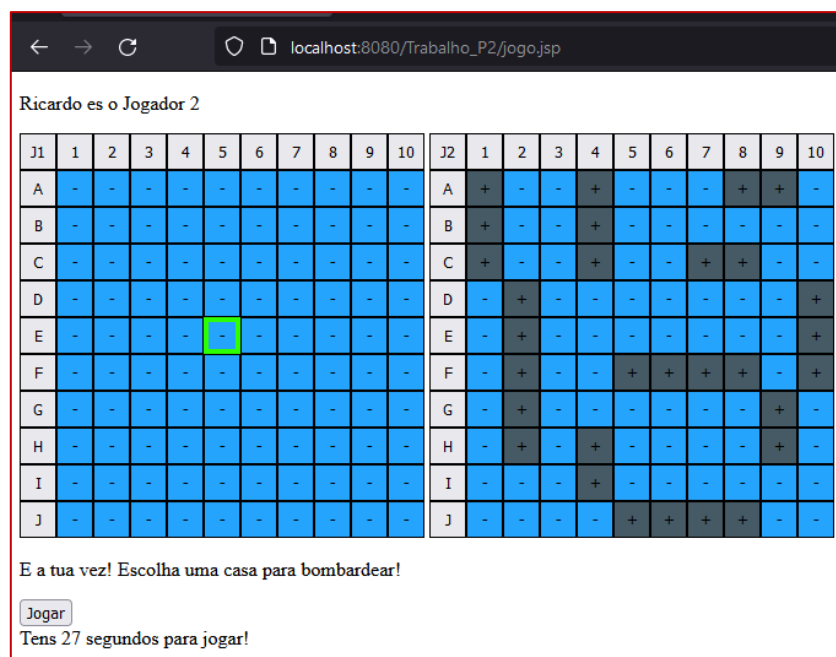 localhost:8080/Trabalho_P2/jogo.jsp
Ricardo es o Jogador 2
J1 1 2 3 4 5 6 7 8 9 10 J2 1 2 3 4 5 6 7 8 9 10
A - - - - - - - - - - A + - - + - - - + + -
B - - - - - - - - - - B + - - + - - - - - -
C - - - - - - - - - - C + - - + - - + + - -
D - - - - - - - - - - D - + - - - - - - - +
E - - - - - - - - - - E - + - - - - - - - +
F - - - - - - - - - - F - + - - + + + + - +
G - - - - - - - - - - G - + - - - - - - + -
H - - - - - - - - - - H - + - + - - - - + -
I - - - - - - - - - - I - - - + - - - - - -
J - - - - - - - - - - J - - - - + + + + - -
E a tua vez! Escolha uma casa para bombardear!
Jogar
Tens 27 segundos para jogar!